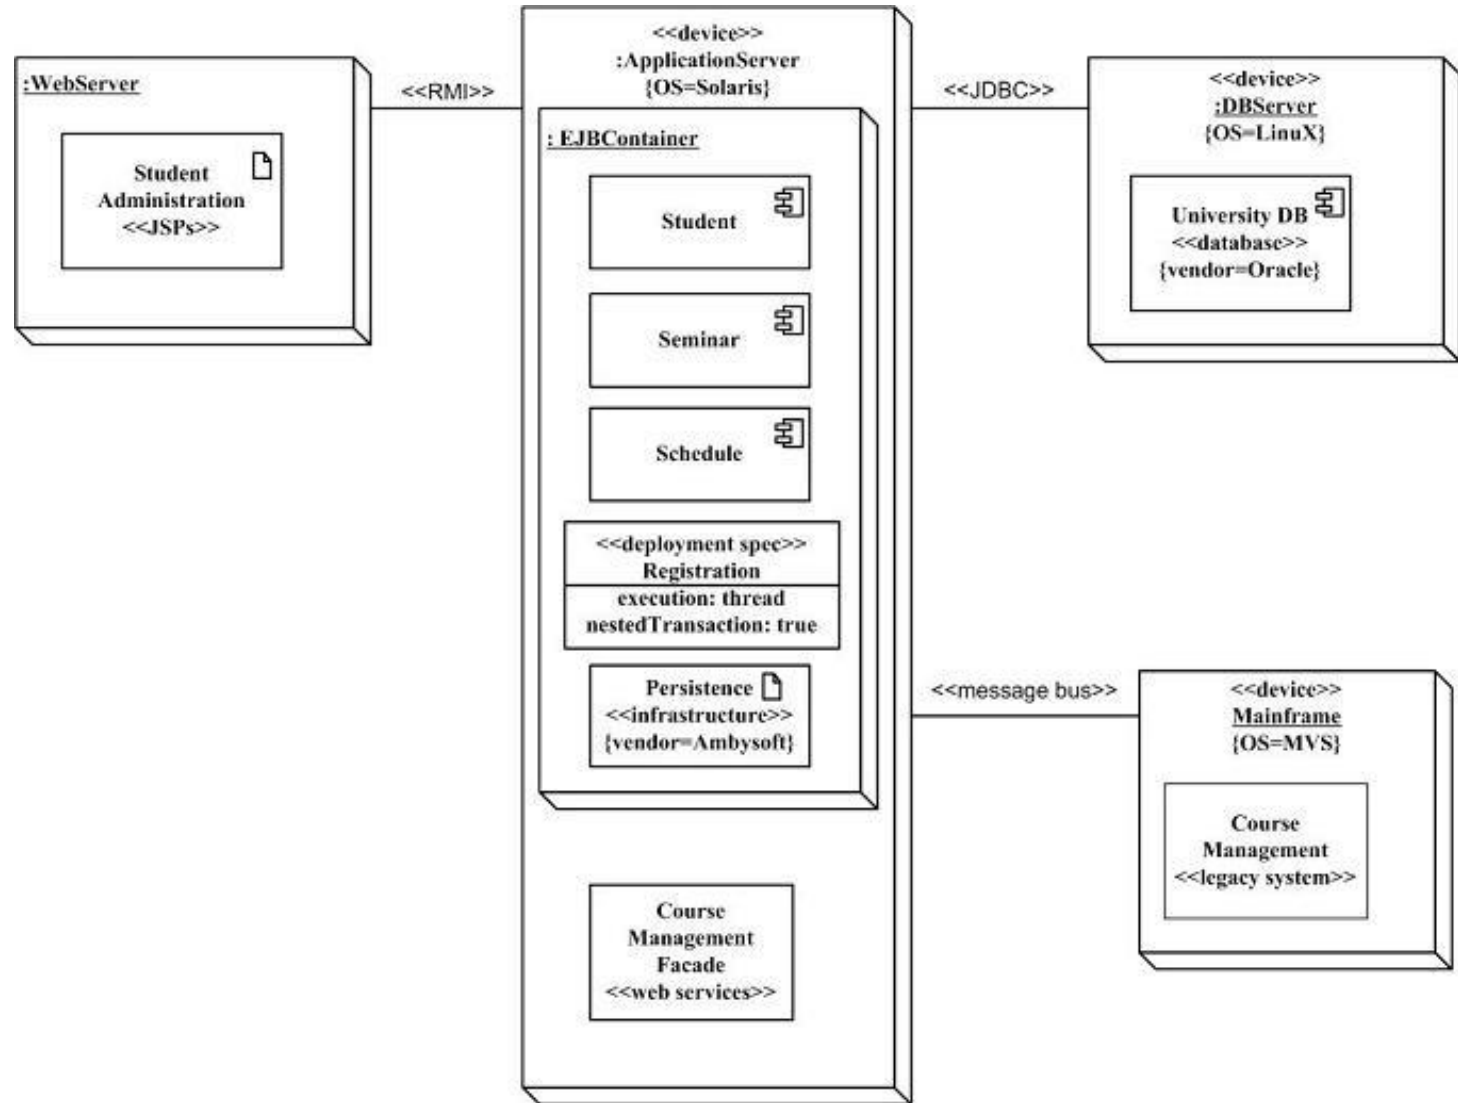 :WebServer
Student
Administration
<<JSPs>>
<<RMI>>
<<device>>
:ApplicationServer
{OS=Solaris}
: EJBContainer
Student
Seminar
Schedule
<<deployment spec>>
Registration
execution: thread
nestedTransaction: true
Persistence
<<infrastructure>>
{vendor=Ambysoft}
Course
Management
Facade
<<web services>>
<<JDBC>>
<<device>>
:DBServer
{OS=LinuX}
University DB
<<database>>
{vendor=Oracle}
<<message bus>>
<<device>>
Mainframe
{OS=MVS}
Course
Management
<<legacy system>>